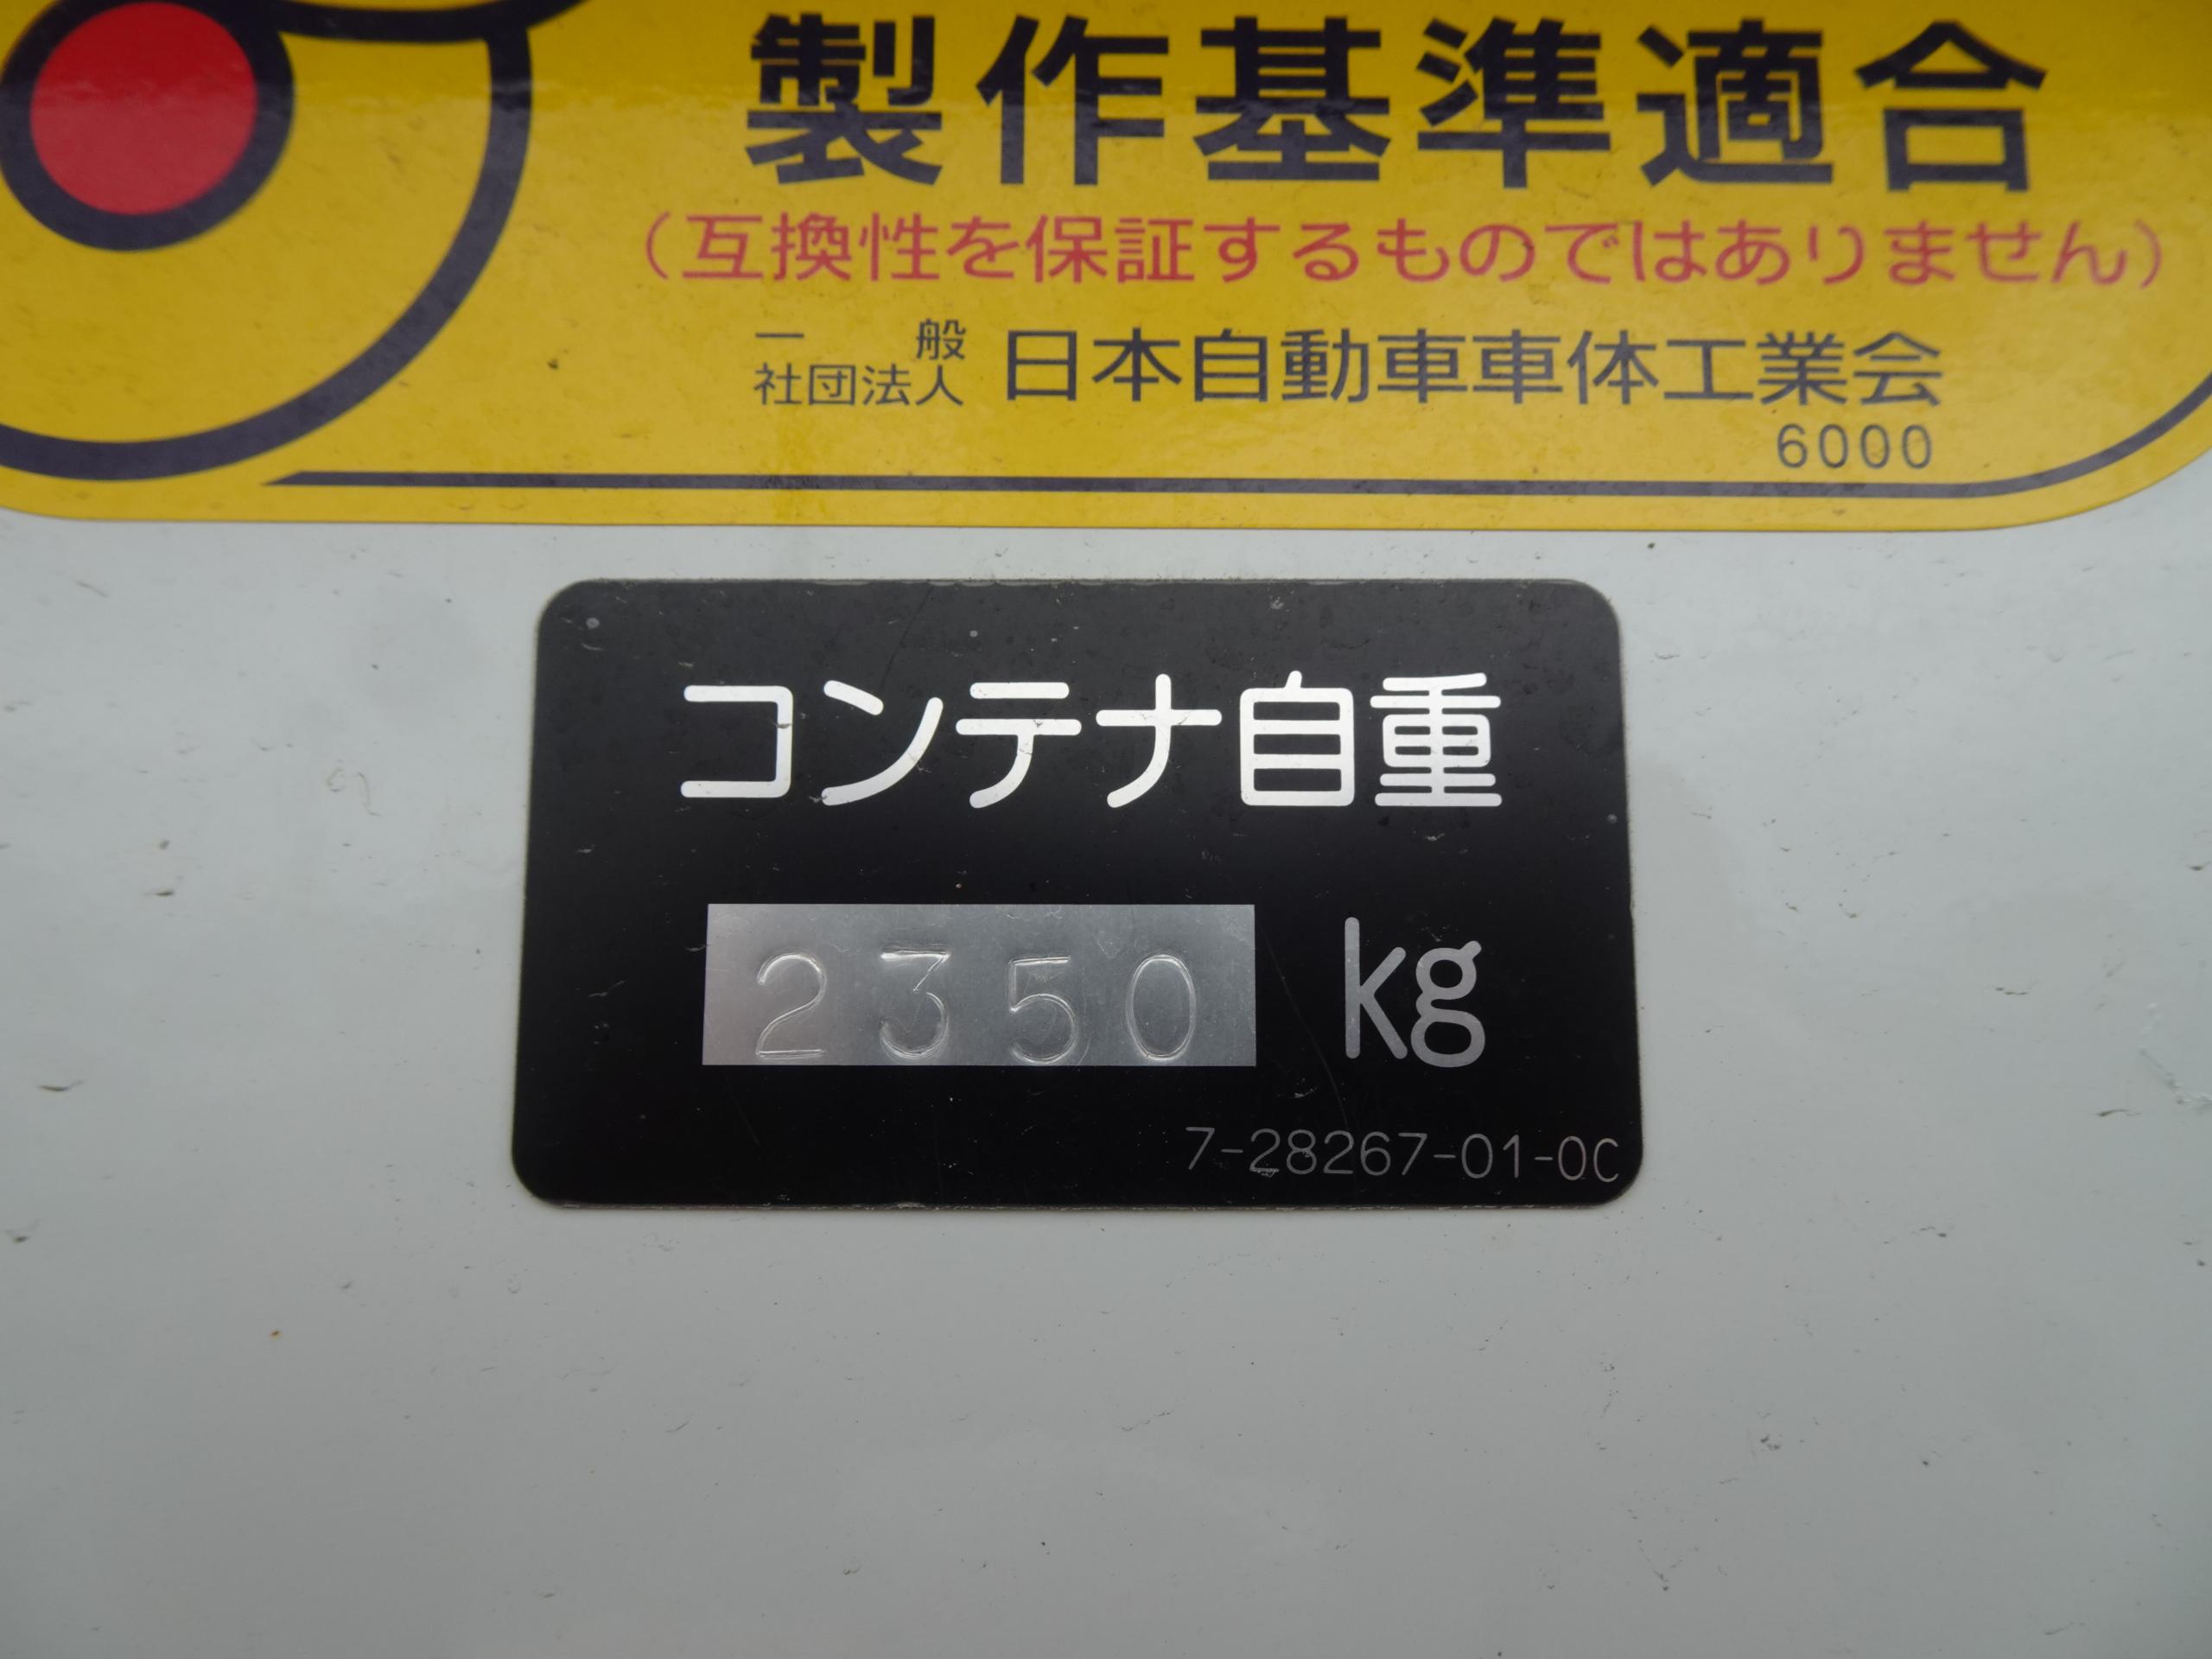 製作基準適合
（互換性を保証するものではありません）
一般社団法人 日本自動車車体工業会
6000
コンテナ自重
2350 kg
7-28267-01-0C